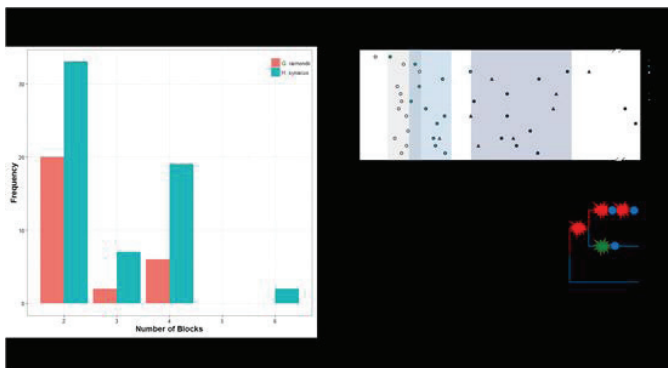 G. raimondii
H. syriacus
30
20
10
0
Frequency
2 3 4 5 6
Number of Blocks